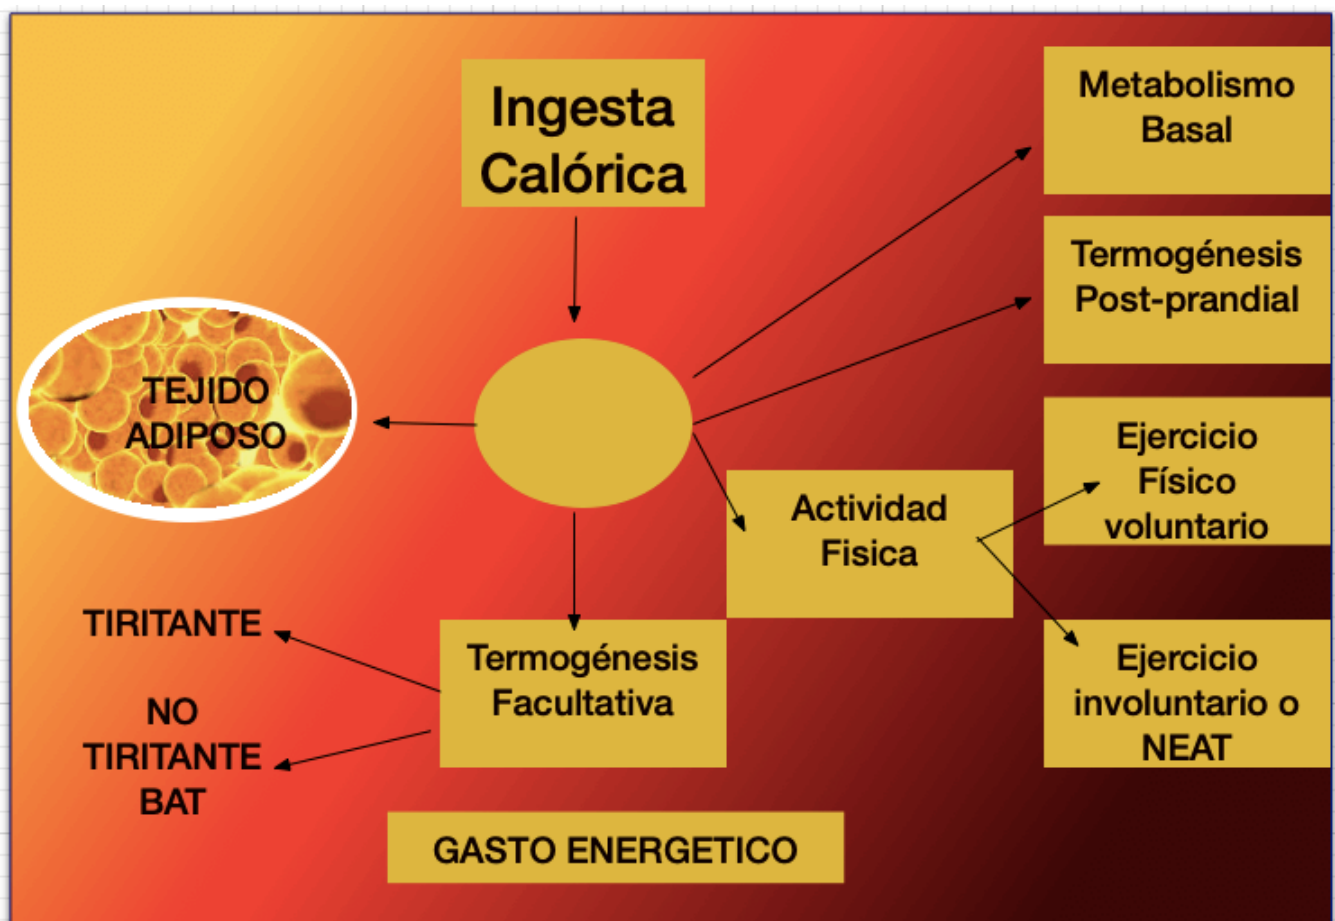 Ingesta
Calórica
Metabolismo
Basal
Termogénesis
Post-prandial
TEJIDO
ADIPOSO
Ejercicio
Físico
voluntario
Actividad
Fisica
TIRITANTE
NO
TIRITANTE
BAT
Termogénesis
Facultativa
Ejercicio
involuntario o
NEAT
GASTO ENERGETICO